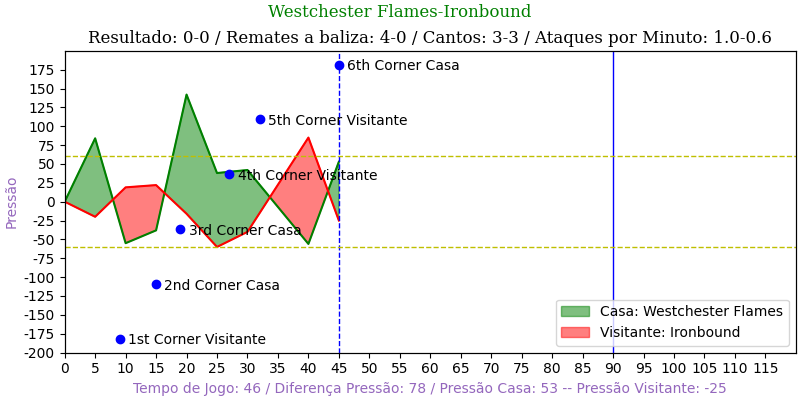 Westchester Flames-Ironbound
Resultado: 0-0 / Remates a baliza: 4-0 / Cantos: 3-3 / Ataques por Minuto: 1.0-0.6
175
150
125
100
75
50
25
0
-25
-50
-75
-100
-125
-150
-175
-200
Pressão
6th Corner Casa
5th Corner Visitante
4th Corner Visitante
3rd Corner Casa
2nd Corner Casa
1st Corner Visitante
Casa: Westchester Flames
Visitante: Ironbound
0 5 10 15 20 25 30 35 40 45 50 55 60 65 70 75 80 85 90 95 100 105 110 115
Tempo de Jogo: 46 / Diferença Pressão: 78 / Pressão Casa: 53 -- Pressão Visitante: -25